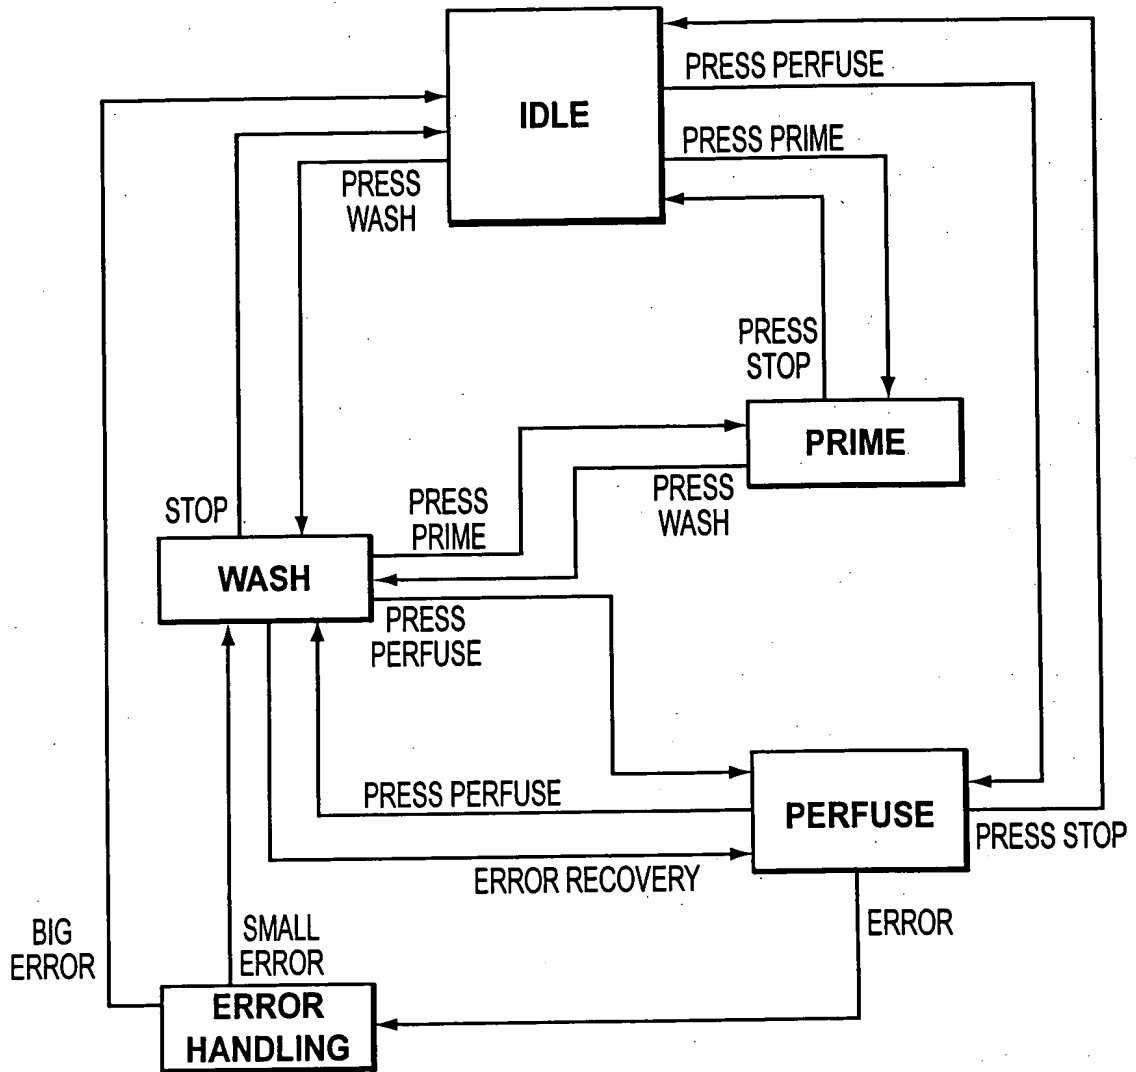 PRESS PERFUSE
IDLE
PRESS PRIME
PRESS
WASH
PRESS
STOP
PRIME
STOP
PRESS
PRIME
PRESS
WASH
WASH
PRESS
PERFUSE
PRESS PERFUSE
PERFUSE
PRESS STOP
ERROR RECOVERY
ERROR
BIG
ERROR
SMALL
ERROR
ERROR
HANDLING